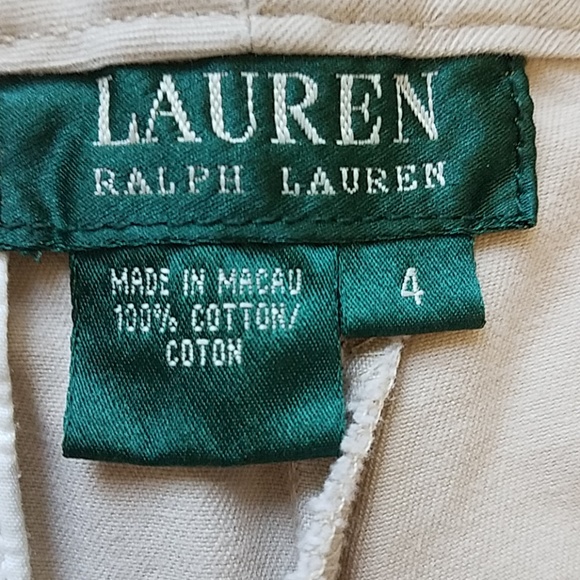 LAUREN
RALPH LAUREN
MADE IN MACAU
100% COTTON/
COTON
4